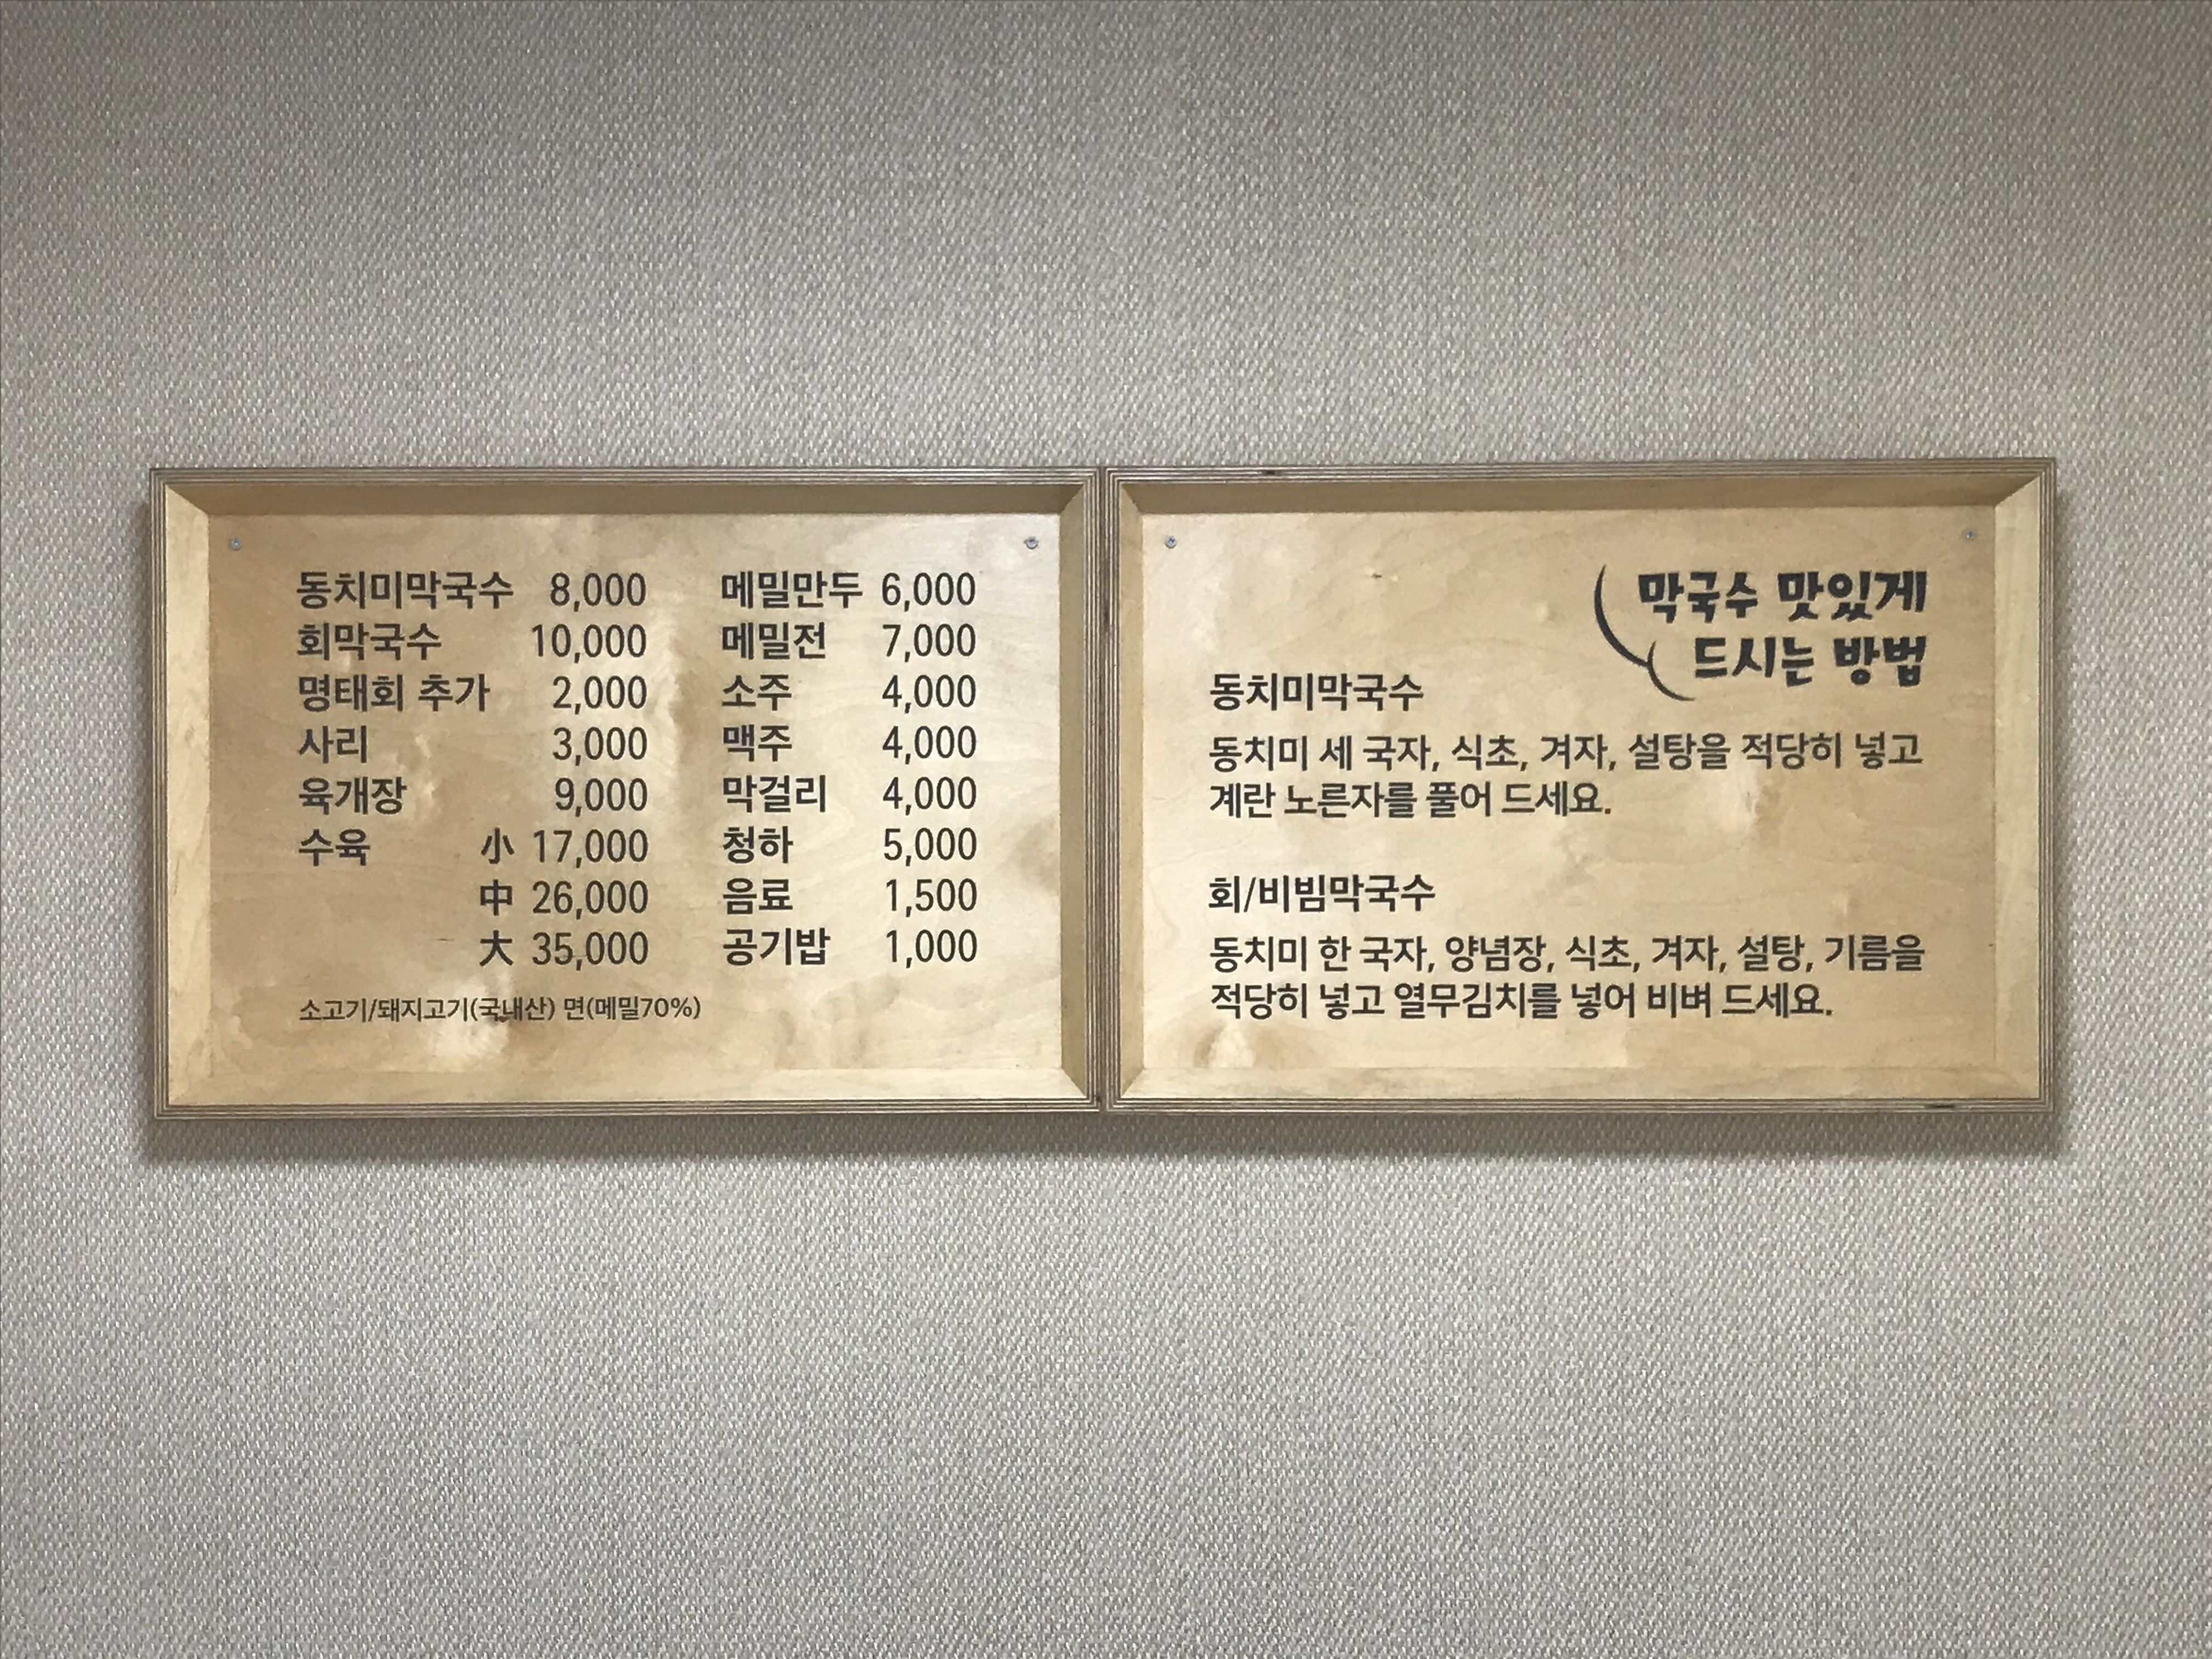 동치미막국수 8,000
회막국수 10,000
명태회 추가 2,000
사리 3,000
육개장 9,000
수육 小 17,000
中 26,000
大 35,000
메밀만두 6,000
메밀전 7,000
소주 4,000
맥주 4,000
막걸리 4,000
청하 5,000
음료 1,500
공기밥 1,000
소고기/돼지고기(국내산) 면(메밀70%)
막국수 맛있게
드시는 방법
동치미막국수
동치미 세 국자, 식초, 겨자, 설탕을 적당히 넣고
계란 노른자를 풀어 드세요.
회/비빔막국수
동치미 한 국자, 양념장, 식초, 겨자, 설탕, 기름을
적당히 넣고 열무김치를 넣어 비벼 드세요.